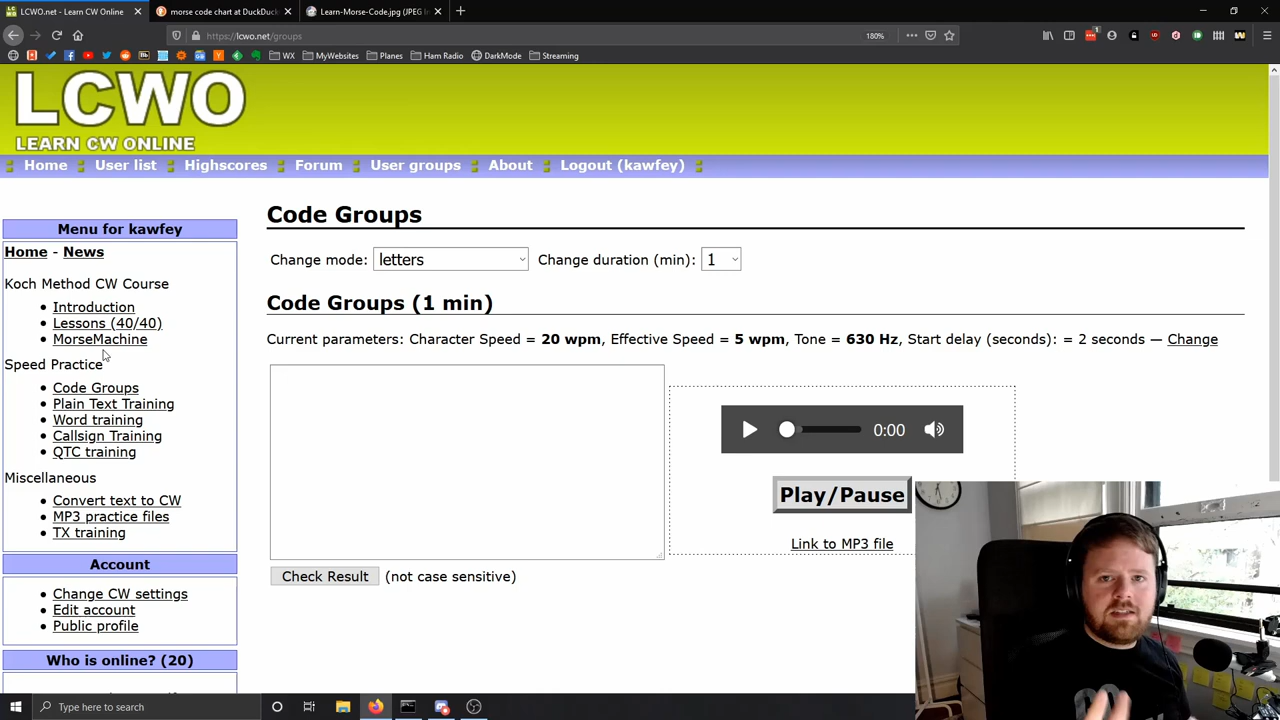 LCWO.net - Learn CW Online
morse code chart at DuckDuck
Learn-Morse-Code.jpg (JPEG I
https://lcwo.net/groups
180%
WX
MyWebsites
Planes
Ham Radio
DarkMode
Streaming
LCWO
LEARN CW ONLINE
Home
User list
Highscores
Forum
User groups
About
Logout (kawfey)
Menu for kawfey
Home - News
Koch Method CW Course
Introduction
Lessons (40/40)
MorseMachine
Speed Practice
Code Groups
Plain Text Training
Word training
Callsign Training
QTC training
Miscellaneous
Convert text to CW
MP3 practice files
TX training
Account
Change CW settings
Edit account
Public profile
Who is online? (20)
Code Groups
Change mode: letters Change duration (min): 1
Code Groups (1 min)
Current parameters: Character Speed = 20 wpm, Effective Speed = 5 wpm, Tone = 630 Hz, Start delay (seconds): = 2 seconds — Change
0:00
Play/Pause
Link to MP3 file
Check Result (not case sensitive)
Type here to search